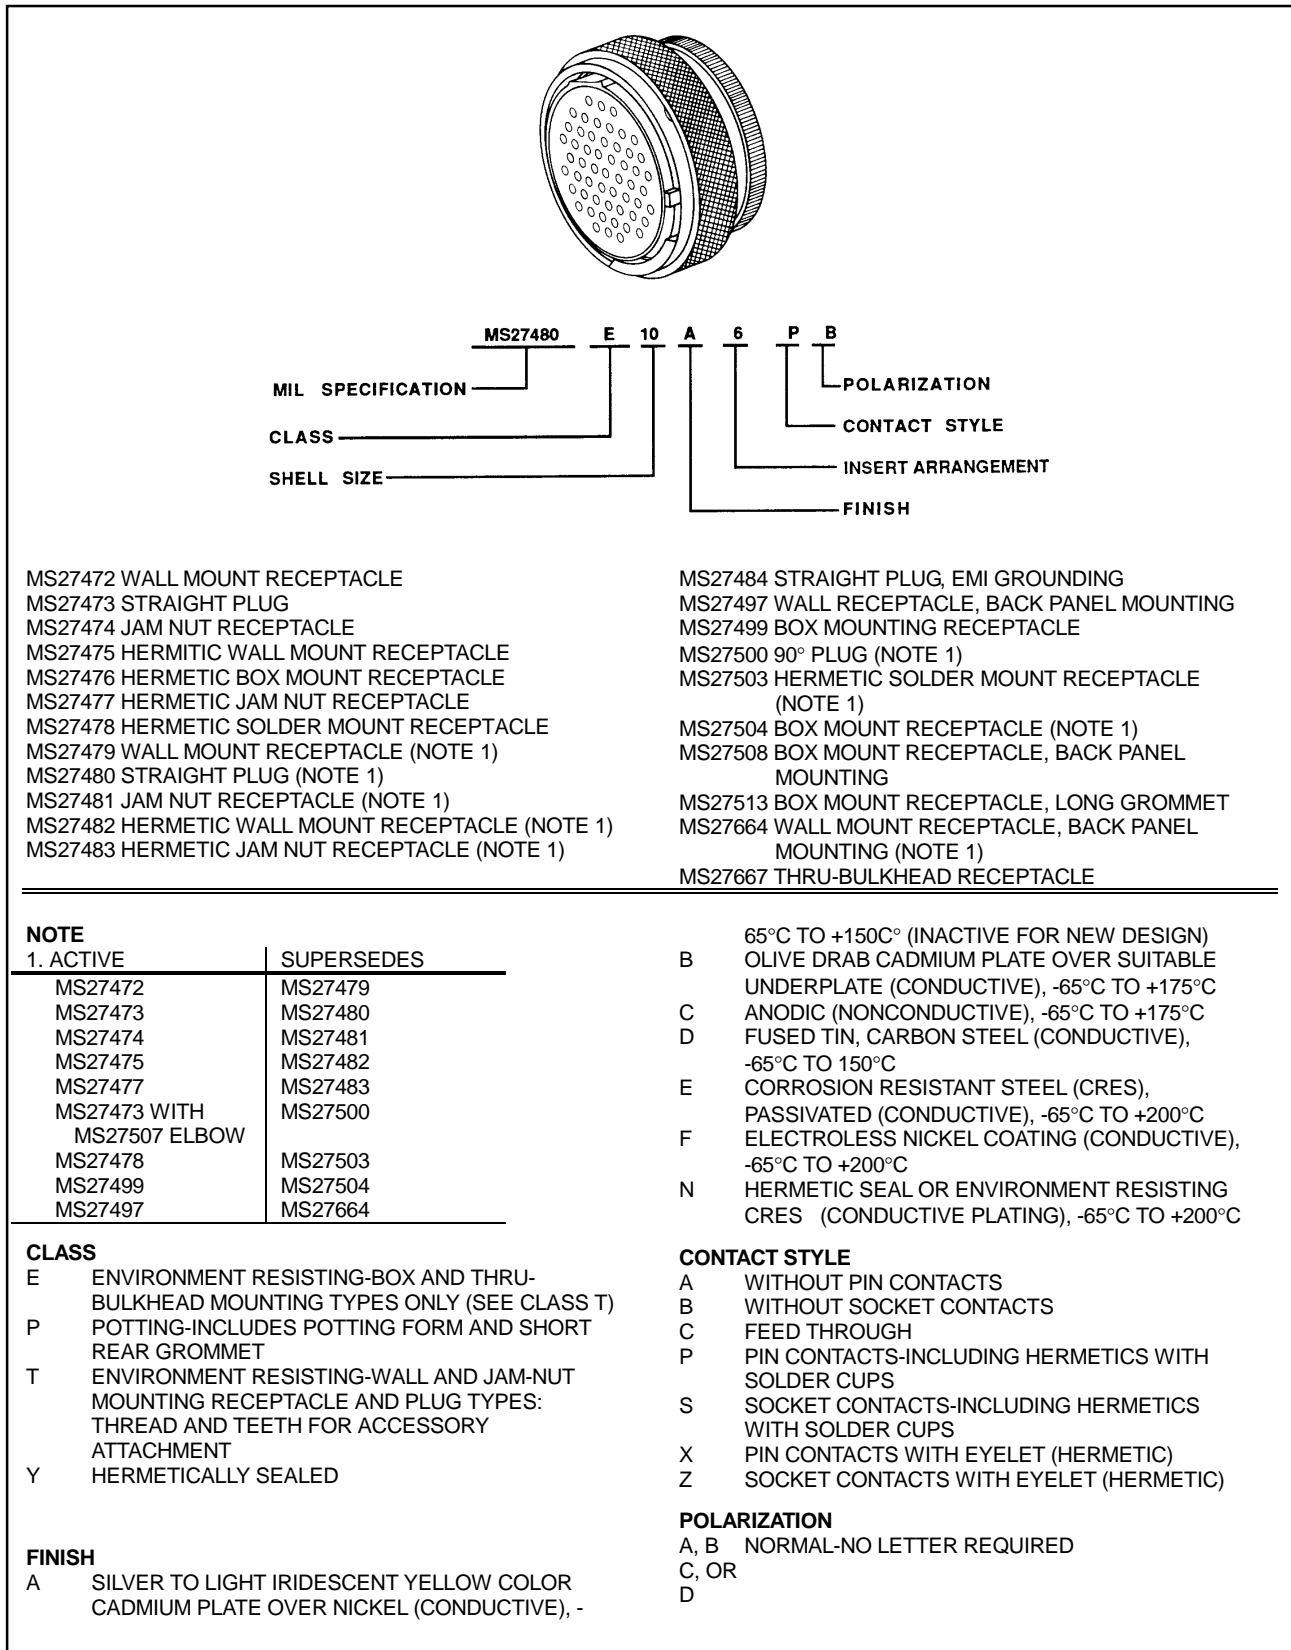 MS27480 E 10 A 6 P B
MIL SPECIFICATION
POLARIZATION
CLASS
CONTACT STYLE
SHELL SIZE
INSERT ARRANGEMENT
FINISH
MS27472 WALL MOUNT RECEPTACLE
MS27473 STRAIGHT PLUG
MS27474 JAM NUT RECEPTACLE
MS27475 HERMITIC WALL MOUNT RECEPTACLE
MS27476 HERMETIC BOX MOUNT RECEPTACLE
MS27477 HERMETIC JAM NUT RECEPTACLE
MS27478 HERMETIC SOLDER MOUNT RECEPTACLE
MS27479 WALL MOUNT RECEPTACLE (NOTE 1)
MS27480 STRAIGHT PLUG (NOTE 1)
MS27481 JAM NUT RECEPTACLE (NOTE 1)
MS27482 HERMETIC WALL MOUNT RECEPTACLE (NOTE 1)
MS27483 HERMETIC JAM NUT RECEPTACLE (NOTE 1)
MS27484 STRAIGHT PLUG, EMI GROUNDING
MS27497 WALL RECEPTACLE, BACK PANEL MOUNTING
MS27499 BOX MOUNTING RECEPTACLE
MS27500 90° PLUG (NOTE 1)
MS27503 HERMETIC SOLDER MOUNT RECEPTACLE
(NOTE 1)
MS27504 BOX MOUNT RECEPTACLE (NOTE 1)
MS27508 BOX MOUNT RECEPTACLE, BACK PANEL
MOUNTING
MS27513 BOX MOUNT RECEPTACLE, LONG GROMMET
MS27664 WALL MOUNT RECEPTACLE, BACK PANEL
MOUNTING (NOTE 1)
MS27667 THRU-BULKHEAD RECEPTACLE
NOTE
1. ACTIVE SUPERSEDES
MS27472 MS27479
MS27473 MS27480
MS27474 MS27481
MS27475 MS27482
MS27477 MS27483
MS27473 WITH MS27500
MS27507 ELBOW
MS27478 MS27503
MS27499 MS27504
MS27497 MS27664
CLASS
E ENVIRONMENT RESISTING-BOX AND THRU-
BULKHEAD MOUNTING TYPES ONLY (SEE CLASS T)
P POTTING-INCLUDES POTTING FORM AND SHORT
REAR GROMMET
T ENVIRONMENT RESISTING-WALL AND JAM-NUT
MOUNTING RECEPTACLE AND PLUG TYPES:
THREAD AND TEETH FOR ACCESSORY
ATTACHMENT
Y HERMETICALLY SEALED
FINISH
A SILVER TO LIGHT IRIDESCENT YELLOW COLOR
CADMIUM PLATE OVER NICKEL (CONDUCTIVE), -
65°C TO +150C° (INACTIVE FOR NEW DESIGN)
B OLIVE DRAB CADMIUM PLATE OVER SUITABLE
UNDERPLATE (CONDUCTIVE), -65°C TO +175°C
C ANODIC (NONCONDUCTIVE), -65°C TO +175°C
D FUSED TIN, CARBON STEEL (CONDUCTIVE),
-65°C TO 150°C
E CORROSION RESISTANT STEEL (CRES),
PASSIVATED (CONDUCTIVE), -65°C TO +200°C
F ELECTROLESS NICKEL COATING (CONDUCTIVE),
-65°C TO +200°C
N HERMETIC SEAL OR ENVIRONMENT RESISTING
CRES (CONDUCTIVE PLATING), -65°C TO +200°C
CONTACT STYLE
A WITHOUT PIN CONTACTS
B WITHOUT SOCKET CONTACTS
C FEED THROUGH
P PIN CONTACTS-INCLUDING HERMETICS WITH
SOLDER CUPS
S SOCKET CONTACTS-INCLUDING HERMETICS
WITH SOLDER CUPS
X PIN CONTACTS WITH EYELET (HERMETIC)
Z SOCKET CONTACTS WITH EYELET (HERMETIC)
POLARIZATION
A, B NORMAL-NO LETTER REQUIRED
C, OR
D